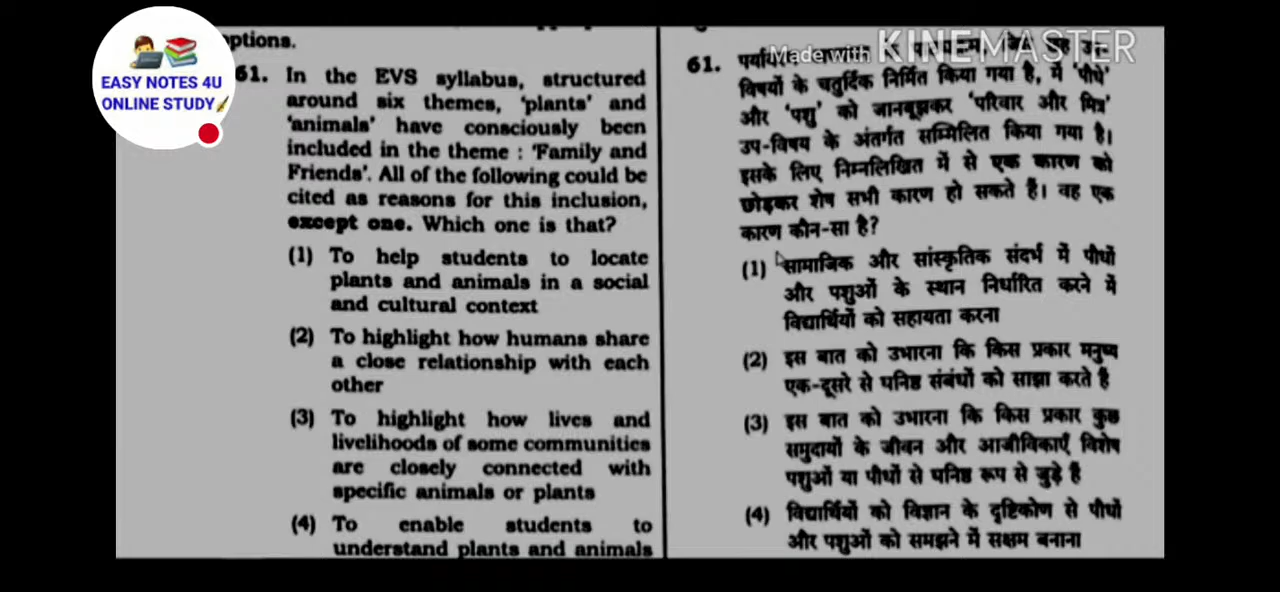 options.
EASY NOTES 4U
ONLINE STUDY
Made with KINEMASTER
61. In the EVS syllabus, structured
around six themes, 'plants' and
'animals' have consciously been
included in the theme : 'Family and
Friends'. All of the following could be
cited as reasons for this inclusion,
except one. Which one is that?
(1) To help students to locate
plants and animals in a social
and cultural context
(2) To highlight how humans share
a close relationship with each
other
(3) To highlight how lives and
livelihoods of some communities
are closely connected with
specific animals or plants
(4) To enable students to
understand plants and animals
61.
विषयों के चतुर्दिक निर्मित किया गया है, में 'पौधे'
और 'पशु' को जानबूझकर 'परिवार और मित्र'
उप-विषय के अंतर्गत सम्मिलित किया गया है।
इसके लिए निम्नलिखित में से एक कारण को
छोड़कर शेष सभी कारण हो सकते हैं। वह एक
कारण कौन-सा है?
(1) सामाजिक और सांस्कृतिक संदर्भ में पौधों
और पशुओं के स्थान निर्धारित करने में
विद्यार्थियों को सहायता करना
(2) इस बात को उभारना कि किस प्रकार मनुष्य
एक-दूसरे से घनिष्ठ संबंधों को साझा करते हैं
(3) इस बात को उभारना कि किस प्रकार कुछ
समुदायों के जीवन और आजीविकाएँ विशेष
पशुओं या पौधों से घनिष्ठ रूप से जुड़े हैं
(4) विद्यार्थियों को विज्ञान के दृष्टिकोण से पौधों
और पशुओं को समझने में सक्षम बनाना